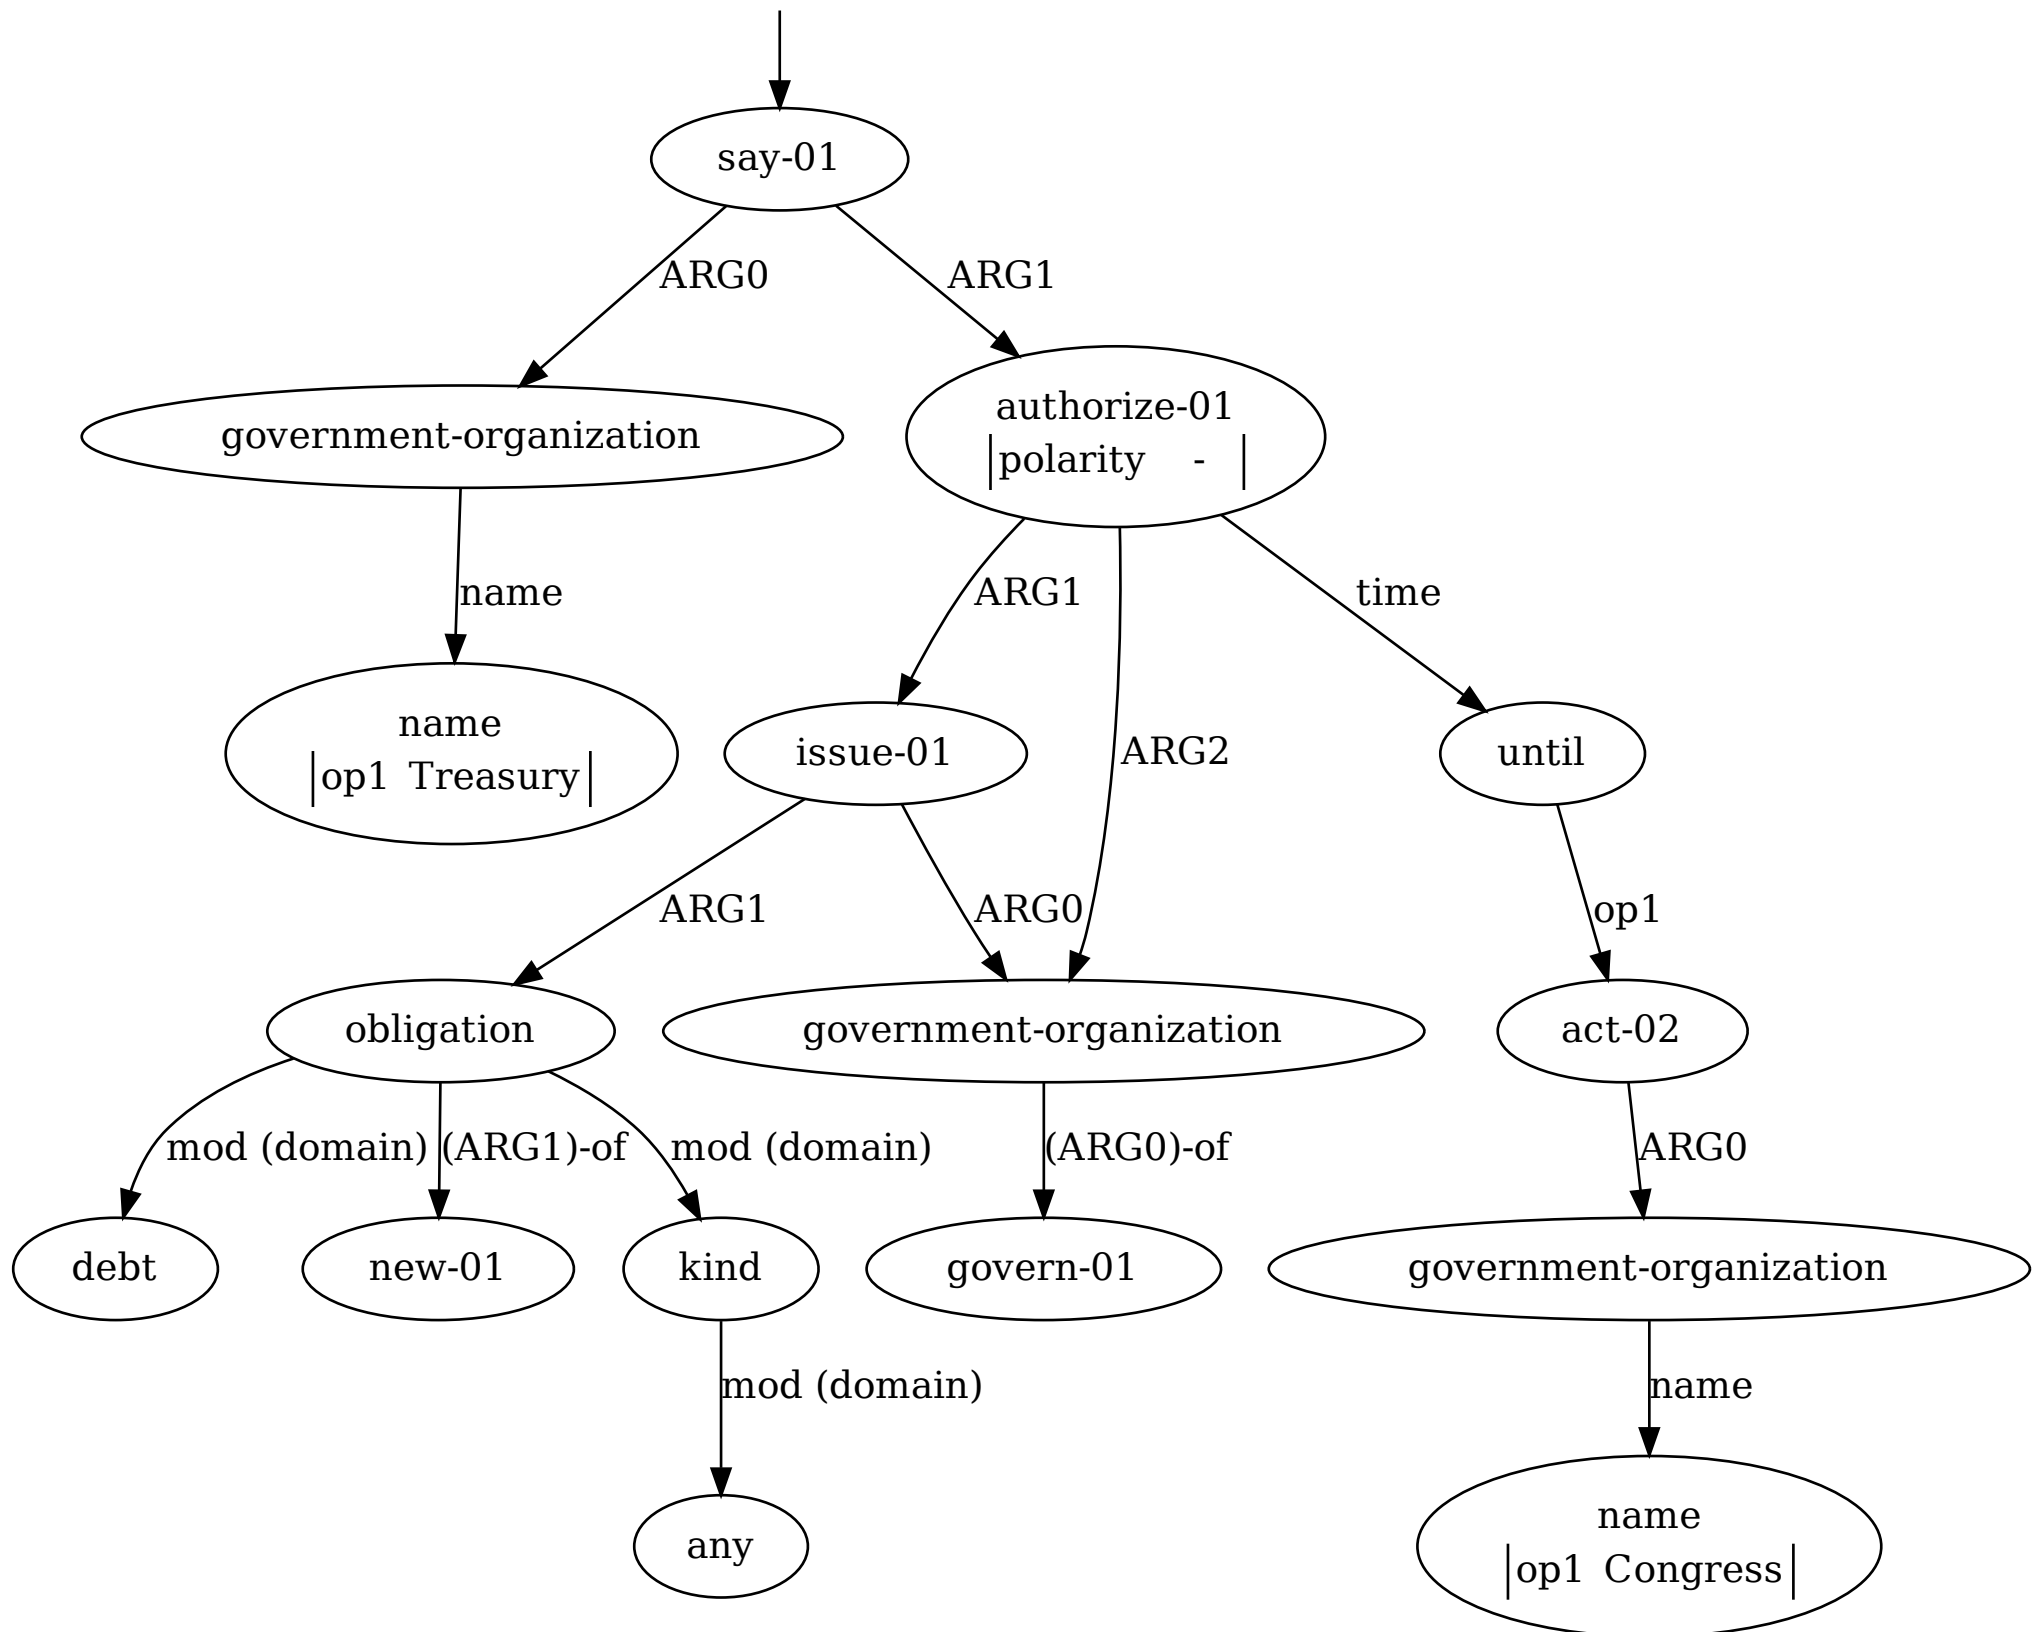 say-01
ARG0
ARG1
government-organization
authorize-01
polarity -
name
ARG1
time
name
op1 Treasury
issue-01
ARG2
until
ARG1
ARG0
op1
obligation
government-organization
act-02
mod (domain)
(ARG1)-of
mod (domain)
(ARG0)-of
ARG0
debt
new-01
kind
govern-01
government-organization
mod (domain)
name
any
name
op1 Congress